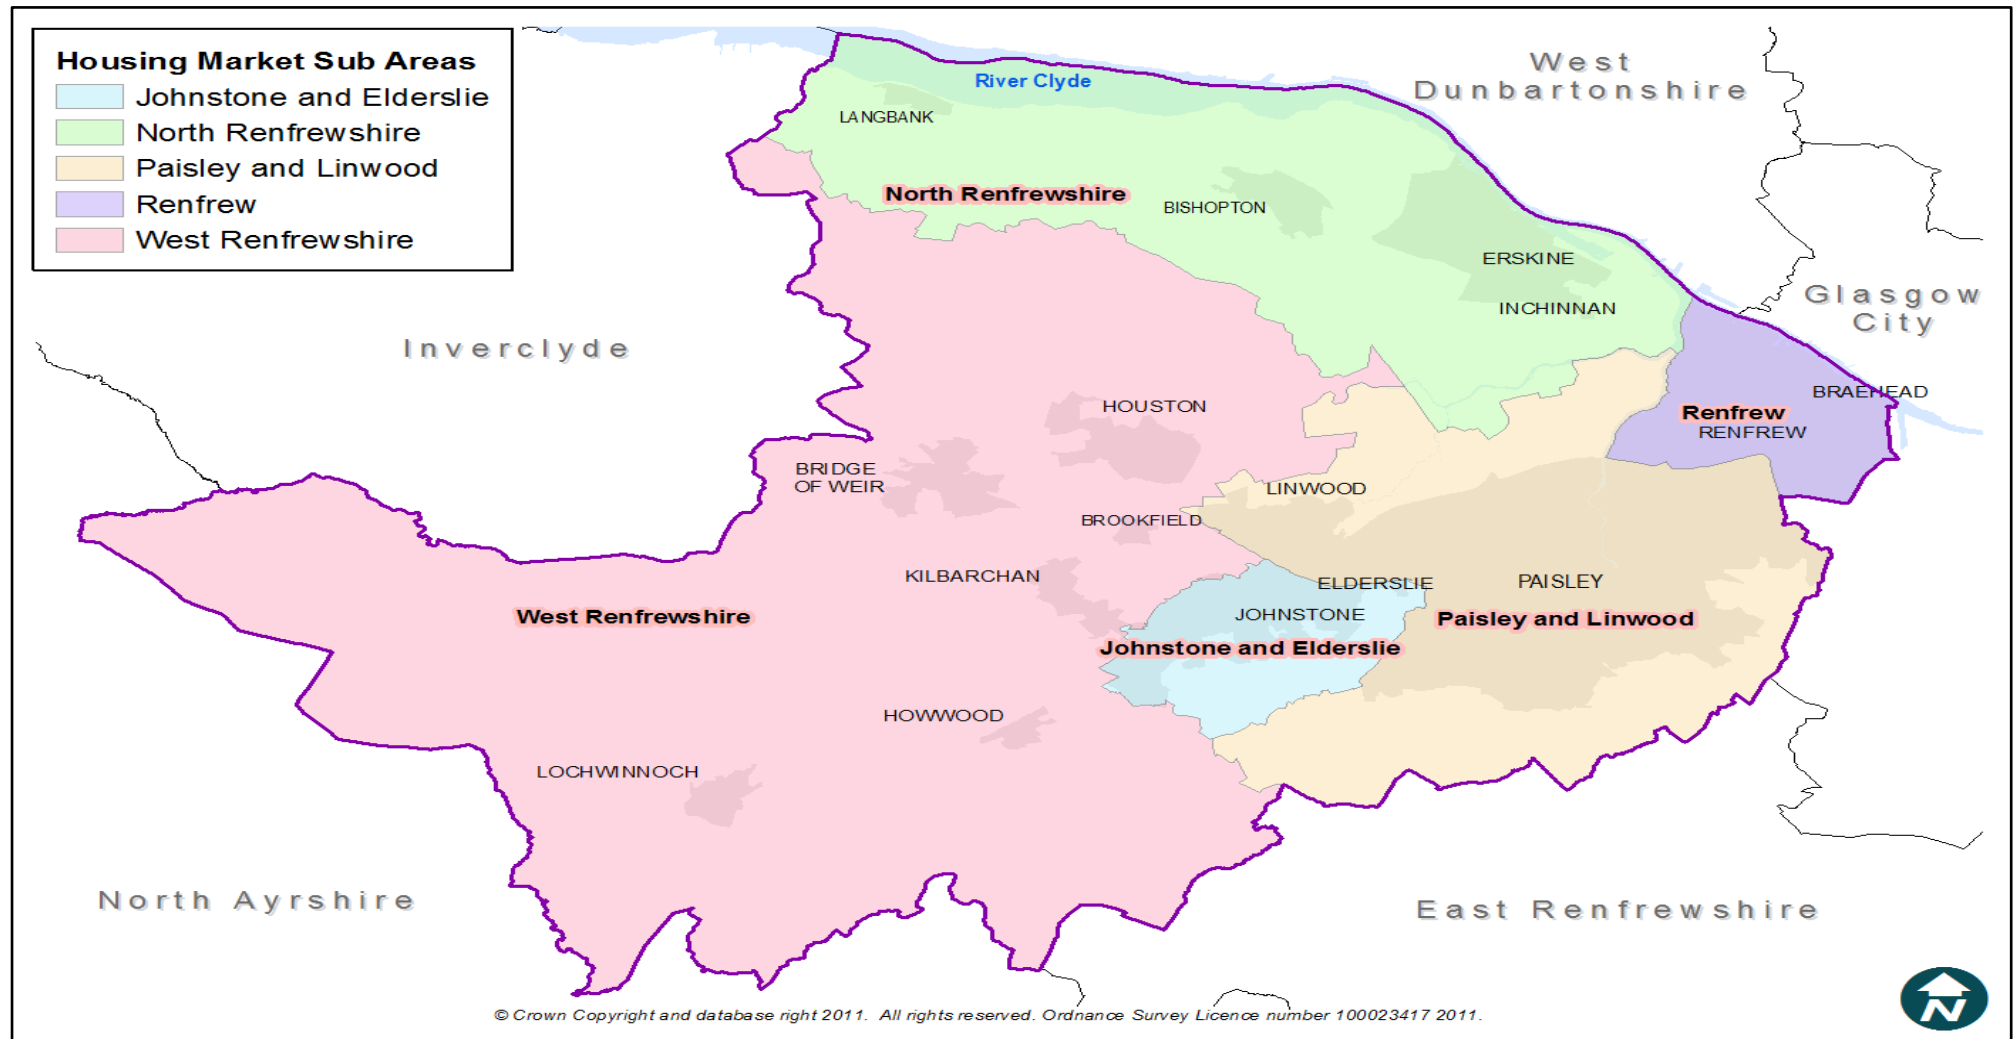 Housing Market Sub Areas
Johnstone and Elderslie
North Renfrewshire
Paisley and Linwood
Renfrew
West Renfrewshire
River Clyde
West
Dunbartonshire
LANGBANK
North Renfrewshire
BISHOPTON
ERSKINE
INCHINNAN
Glasgow
City
Inverclyde
BRAEHEAD
HOUSTON
Renfrew
RENFREW
BRIDGE
OF WEIR
LINWOOD
BROOKFIELD
KILBARCHAN
ELDERSLIE
PAISLEY
West Renfrewshire
JOHNSTONE
Paisley and Linwood
Johnstone and Elderslie
HOWWOOD
LOCHWINNOCH
North Ayrshire
East Renfrewshire
N
© Crown Copyright and database right 2011. All rights reserved. Ordnance Survey Licence number 100023417 2011.